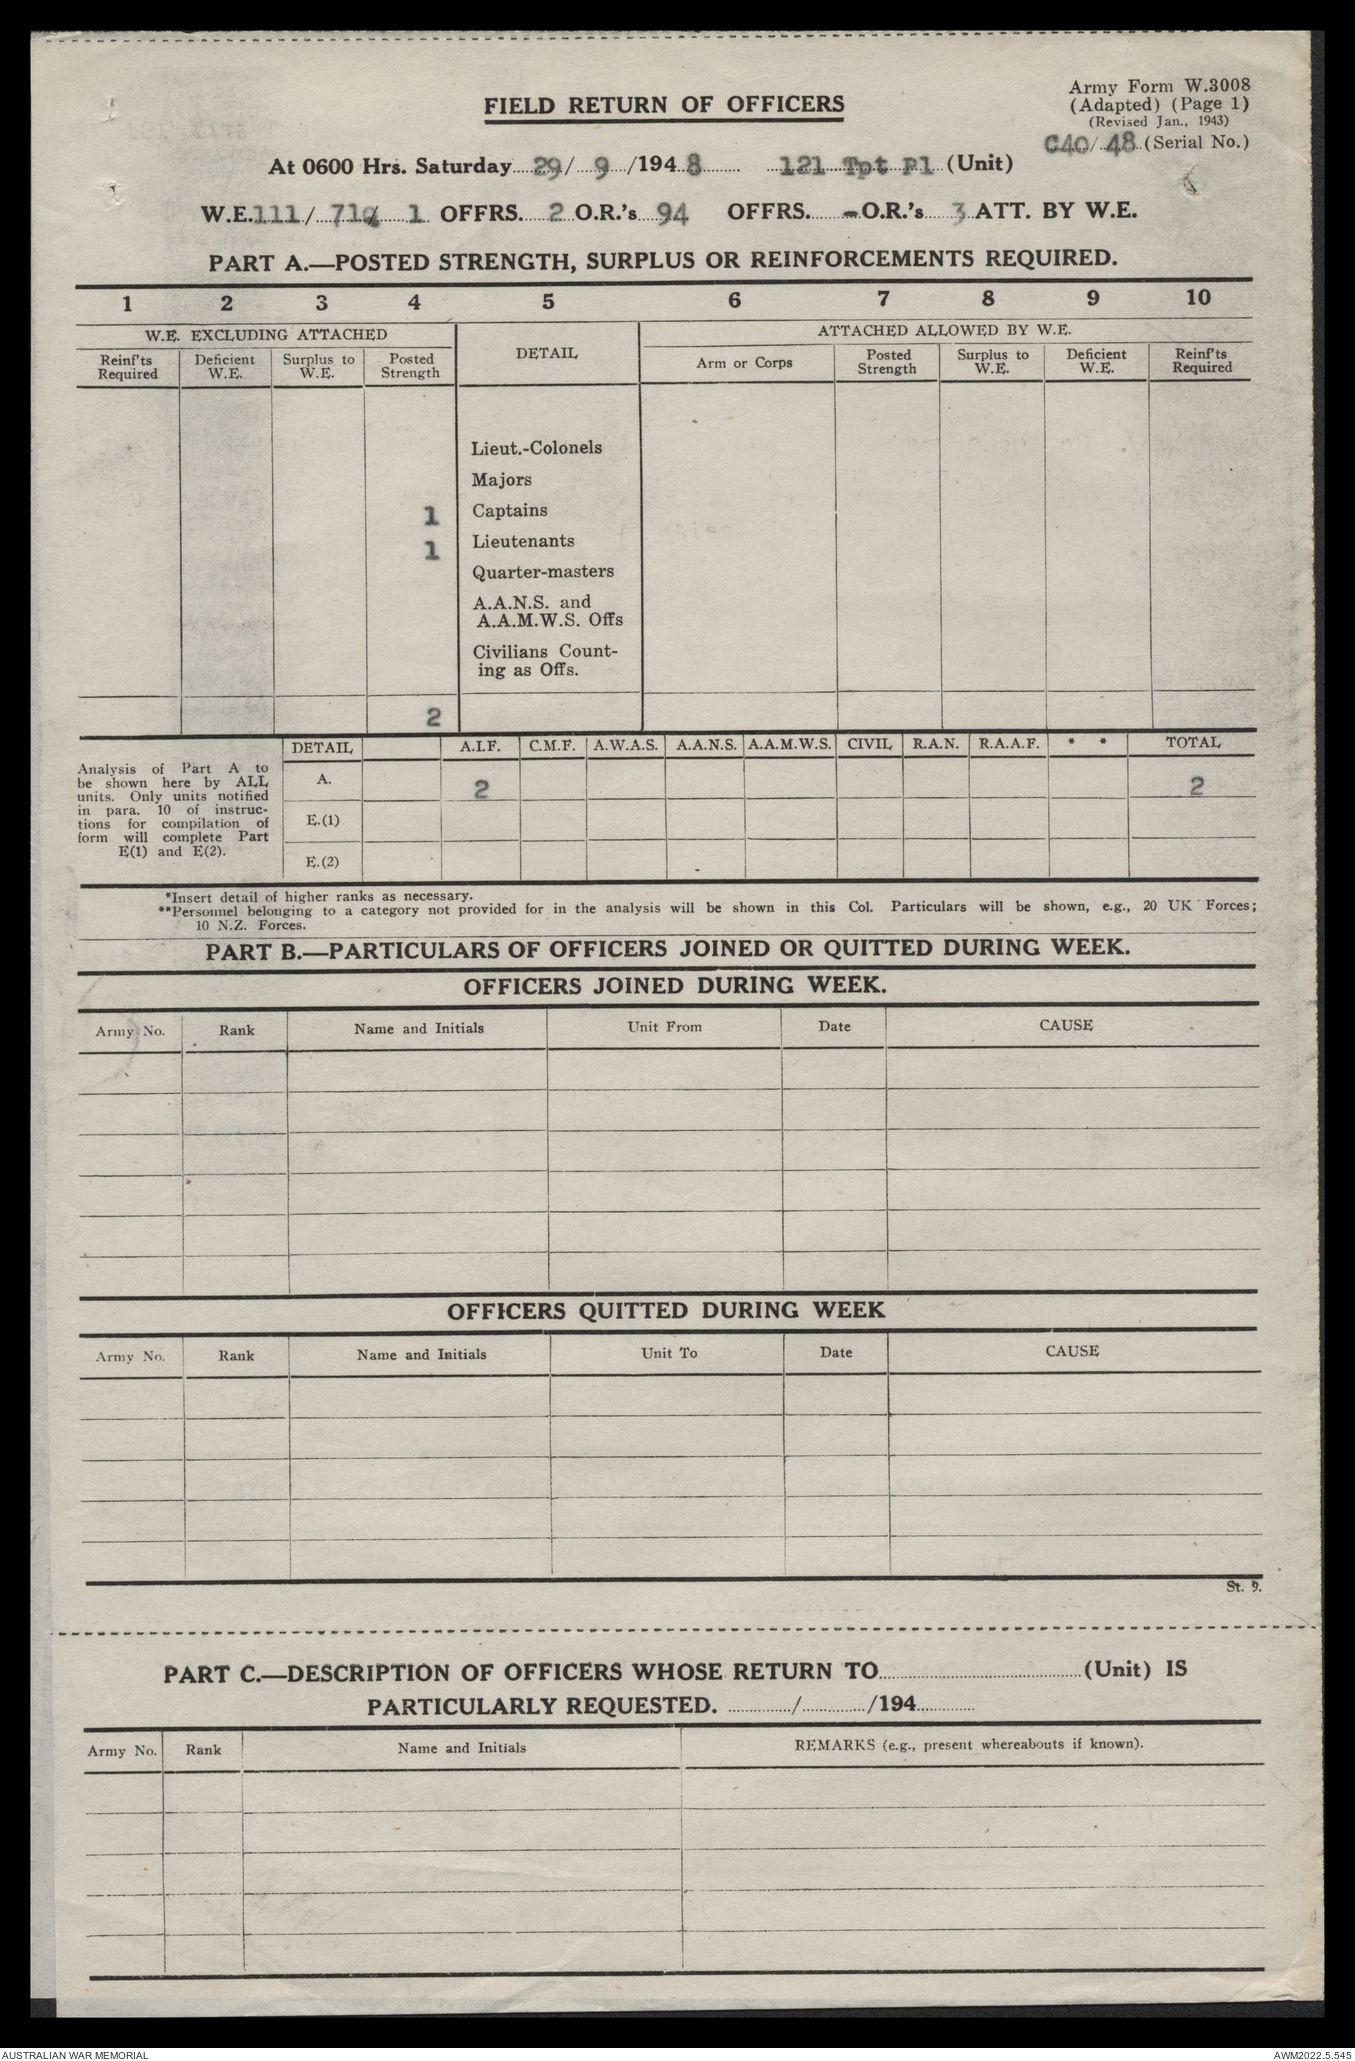 Army Form W.3008
FIELD RETURN OF OFFICERS
(Adapted) (Page 1)
(Revised Jan., 1943)
C40/ 48 (Serial No.)
At 0600 Hrs. Saturday 29/ 9 /194 8 121 Tpt Pl (Unit)
W.E. 111/ 71 / 1 OFFRS. 2 O.R.'s 94 OFFRS. - O.R.'s 3 ATT. BY W.E.
PART A.—POSTED STRENGTH, SURPLUS OR REINFORCEMENTS REQUIRED.
1 2 3 4 5 6 7 8 9 10
W.E. EXCLUDING ATTACHED DETAIL ATTACHED ALLOWED BY W.E.
Reinf'ts Required Deficient W.E. Surplus to W.E. Posted Strength Arm or Corps Posted Strength Surplus to W.E. Deficient W.E. Reinf'ts Required
Lieut.-Colonels
Majors
1 Captains
1 Lieutenants
Quarter-masters
A.A.N.S. and
A.A.M.W.S. Offs
Civilians Count-
ing as Offs.
2
DETAIL A.I.F. C.M.F. A.W.A.S. A.A.N.S. A.A.M.W.S. CIVIL R.A.N. R.A.A.F. * * TOTAL
Analysis of Part A to
be shown here by ALL
units. Only units notified
in para. 10 of instruc-
tions for compilation of
form will complete Part
E(1) and E(2).
A. 2 2
E.(1)
E.(2)
*Insert detail of higher ranks as necessary.
**Personnel belonging to a category not provided for in the analysis will be shown in this Col. Particulars will be shown, e.g., 20 UK Forces;
10 N.Z. Forces.
PART B.—PARTICULARS OF OFFICERS JOINED OR QUITTED DURING WEEK.
OFFICERS JOINED DURING WEEK.
Army No. Rank Name and Initials Unit From Date CAUSE
OFFICERS QUITTED DURING WEEK
Army No. Rank Name and Initials Unit To Date CAUSE
St. 9.
PART C.—DESCRIPTION OF OFFICERS WHOSE RETURN TO (Unit) IS
PARTICULARLY REQUESTED. / /194
Army No. Rank Name and Initials REMARKS (e.g., present whereabouts if known).
AUSTRALIAN WAR MEMORIAL AWM2022.5.545